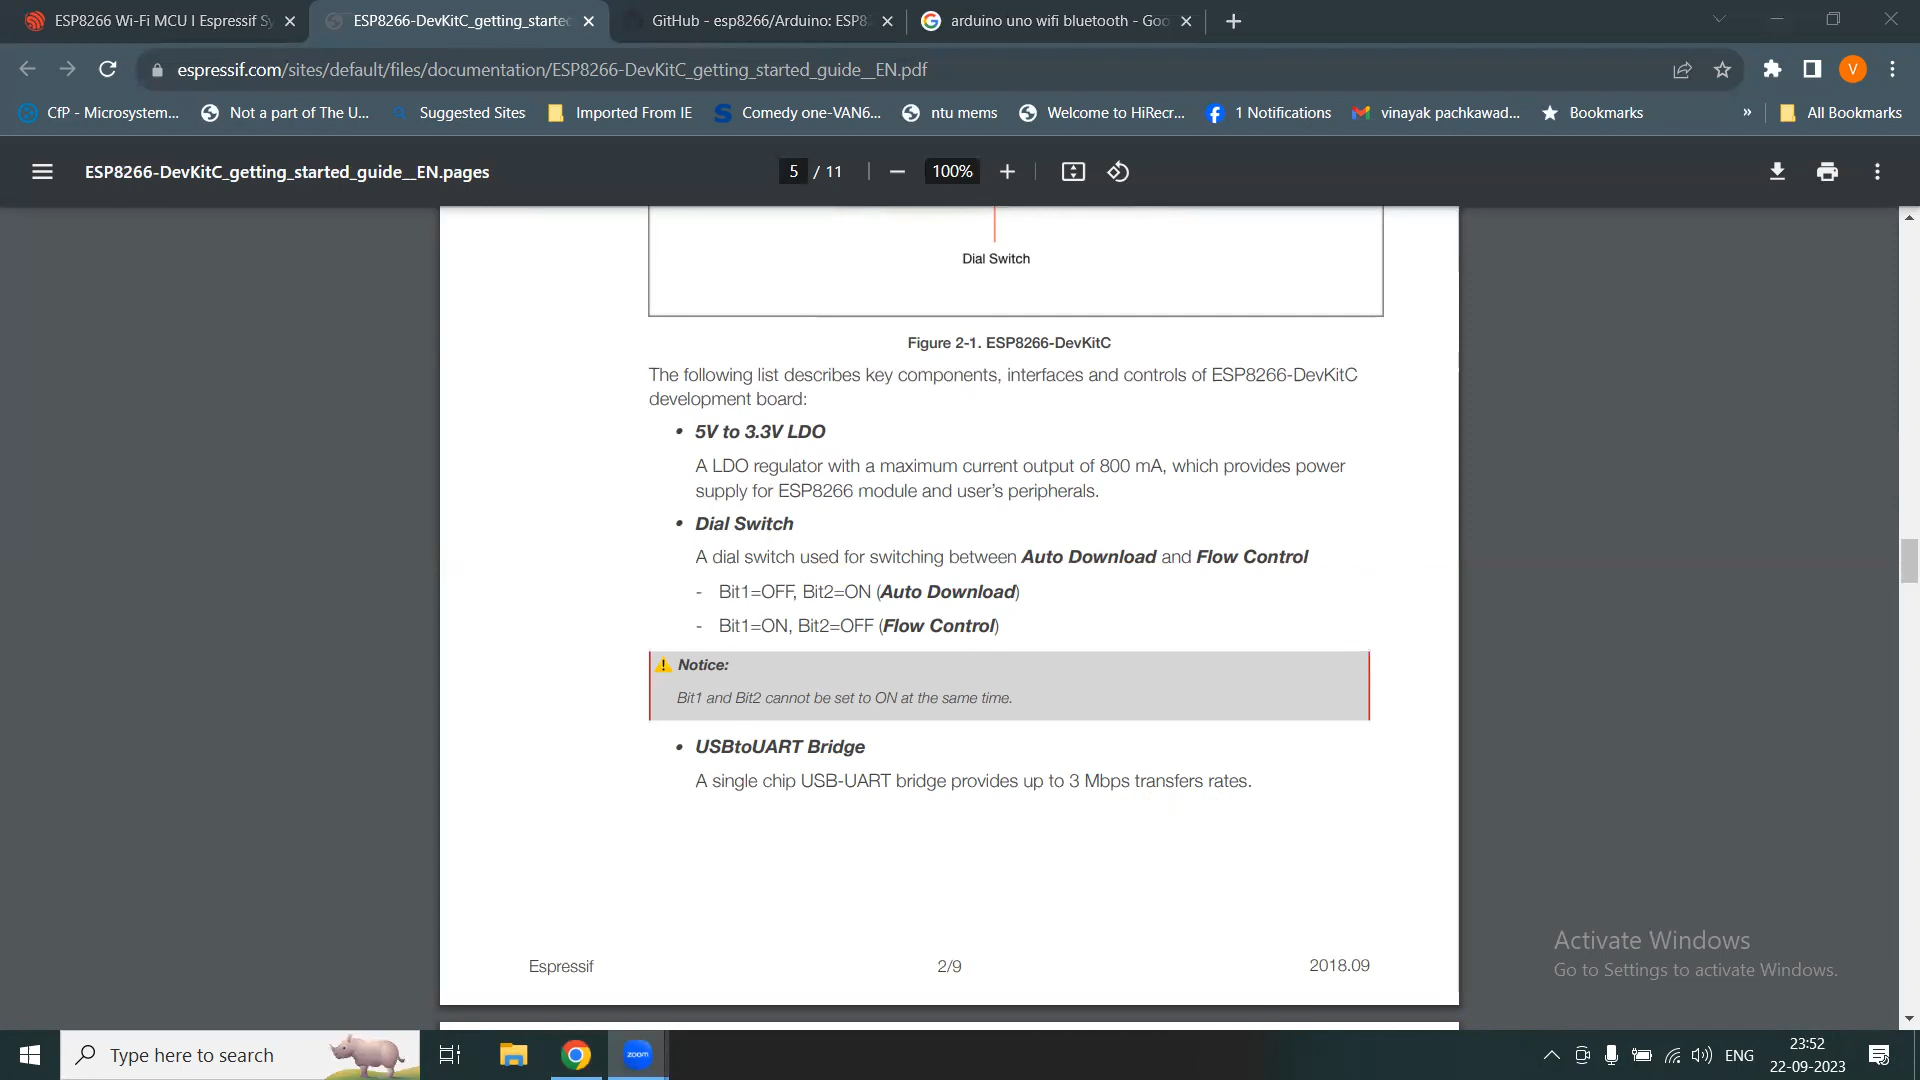 ESP8266 Wi-Fi MCU I Espressif Sy
ESP8266-DevKitC_getting_starte
GitHub - esp8266/Arduino: ESP8
arduino uno wifi bluetooth - Goo
espressif.com/sites/default/files/documentation/ESP8266-DevKitC_getting_started_guide__EN.pdf
V
CfP - Microsystem...
Not a part of The U...
Suggested Sites
Imported From IE
Comedy one-VAN6...
ntu mems
Welcome to HiRecr...
1 Notifications
vinayak pachkawad...
Bookmarks
»
All Bookmarks
ESP8266-DevKitC_getting_started_guide__EN.pages
5 / 11
100%
Dial Switch
Figure 2-1. ESP8266-DevKitC
The following list describes key components, interfaces and controls of ESP8266-DevKitC
development board:
• 5V to 3.3V LDO
A LDO regulator with a maximum current output of 800 mA, which provides power
supply for ESP8266 module and user's peripherals.
• Dial Switch
A dial switch used for switching between Auto Download and Flow Control
- Bit1=OFF, Bit2=ON (Auto Download)
- Bit1=ON, Bit2=OFF (Flow Control)
Notice:
Bit1 and Bit2 cannot be set to ON at the same time.
• USBtoUART Bridge
A single chip USB-UART bridge provides up to 3 Mbps transfers rates.
Espressif
2/9
2018.09
Activate Windows
Go to Settings to activate Windows.
Type here to search
zoom
ENG
23:52
22-09-2023